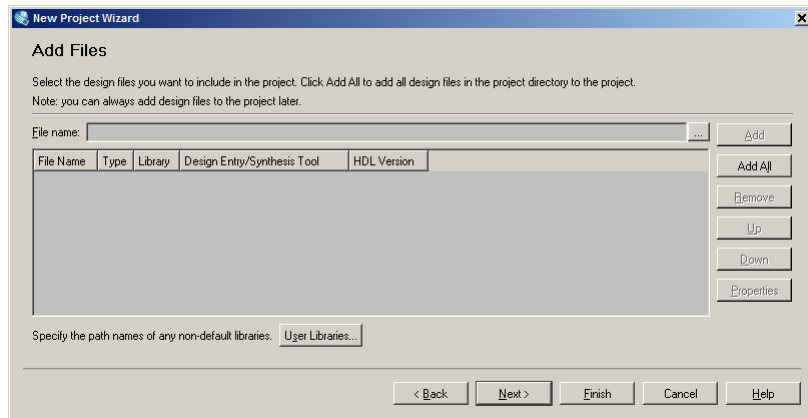 New Project Wizard
Add Files
Select the design files you want to include in the project. Click Add All to add all design files in the project directory to the project.
Note: you can always add design files to the project later.
File name: ... Add
File Name Type Library Design Entry/Synthesis Tool HDL Version
Add All
Remove
Up
Down
Properties
Specify the path names of any non-default libraries. User Libraries...
< Back Next > Finish Cancel Help